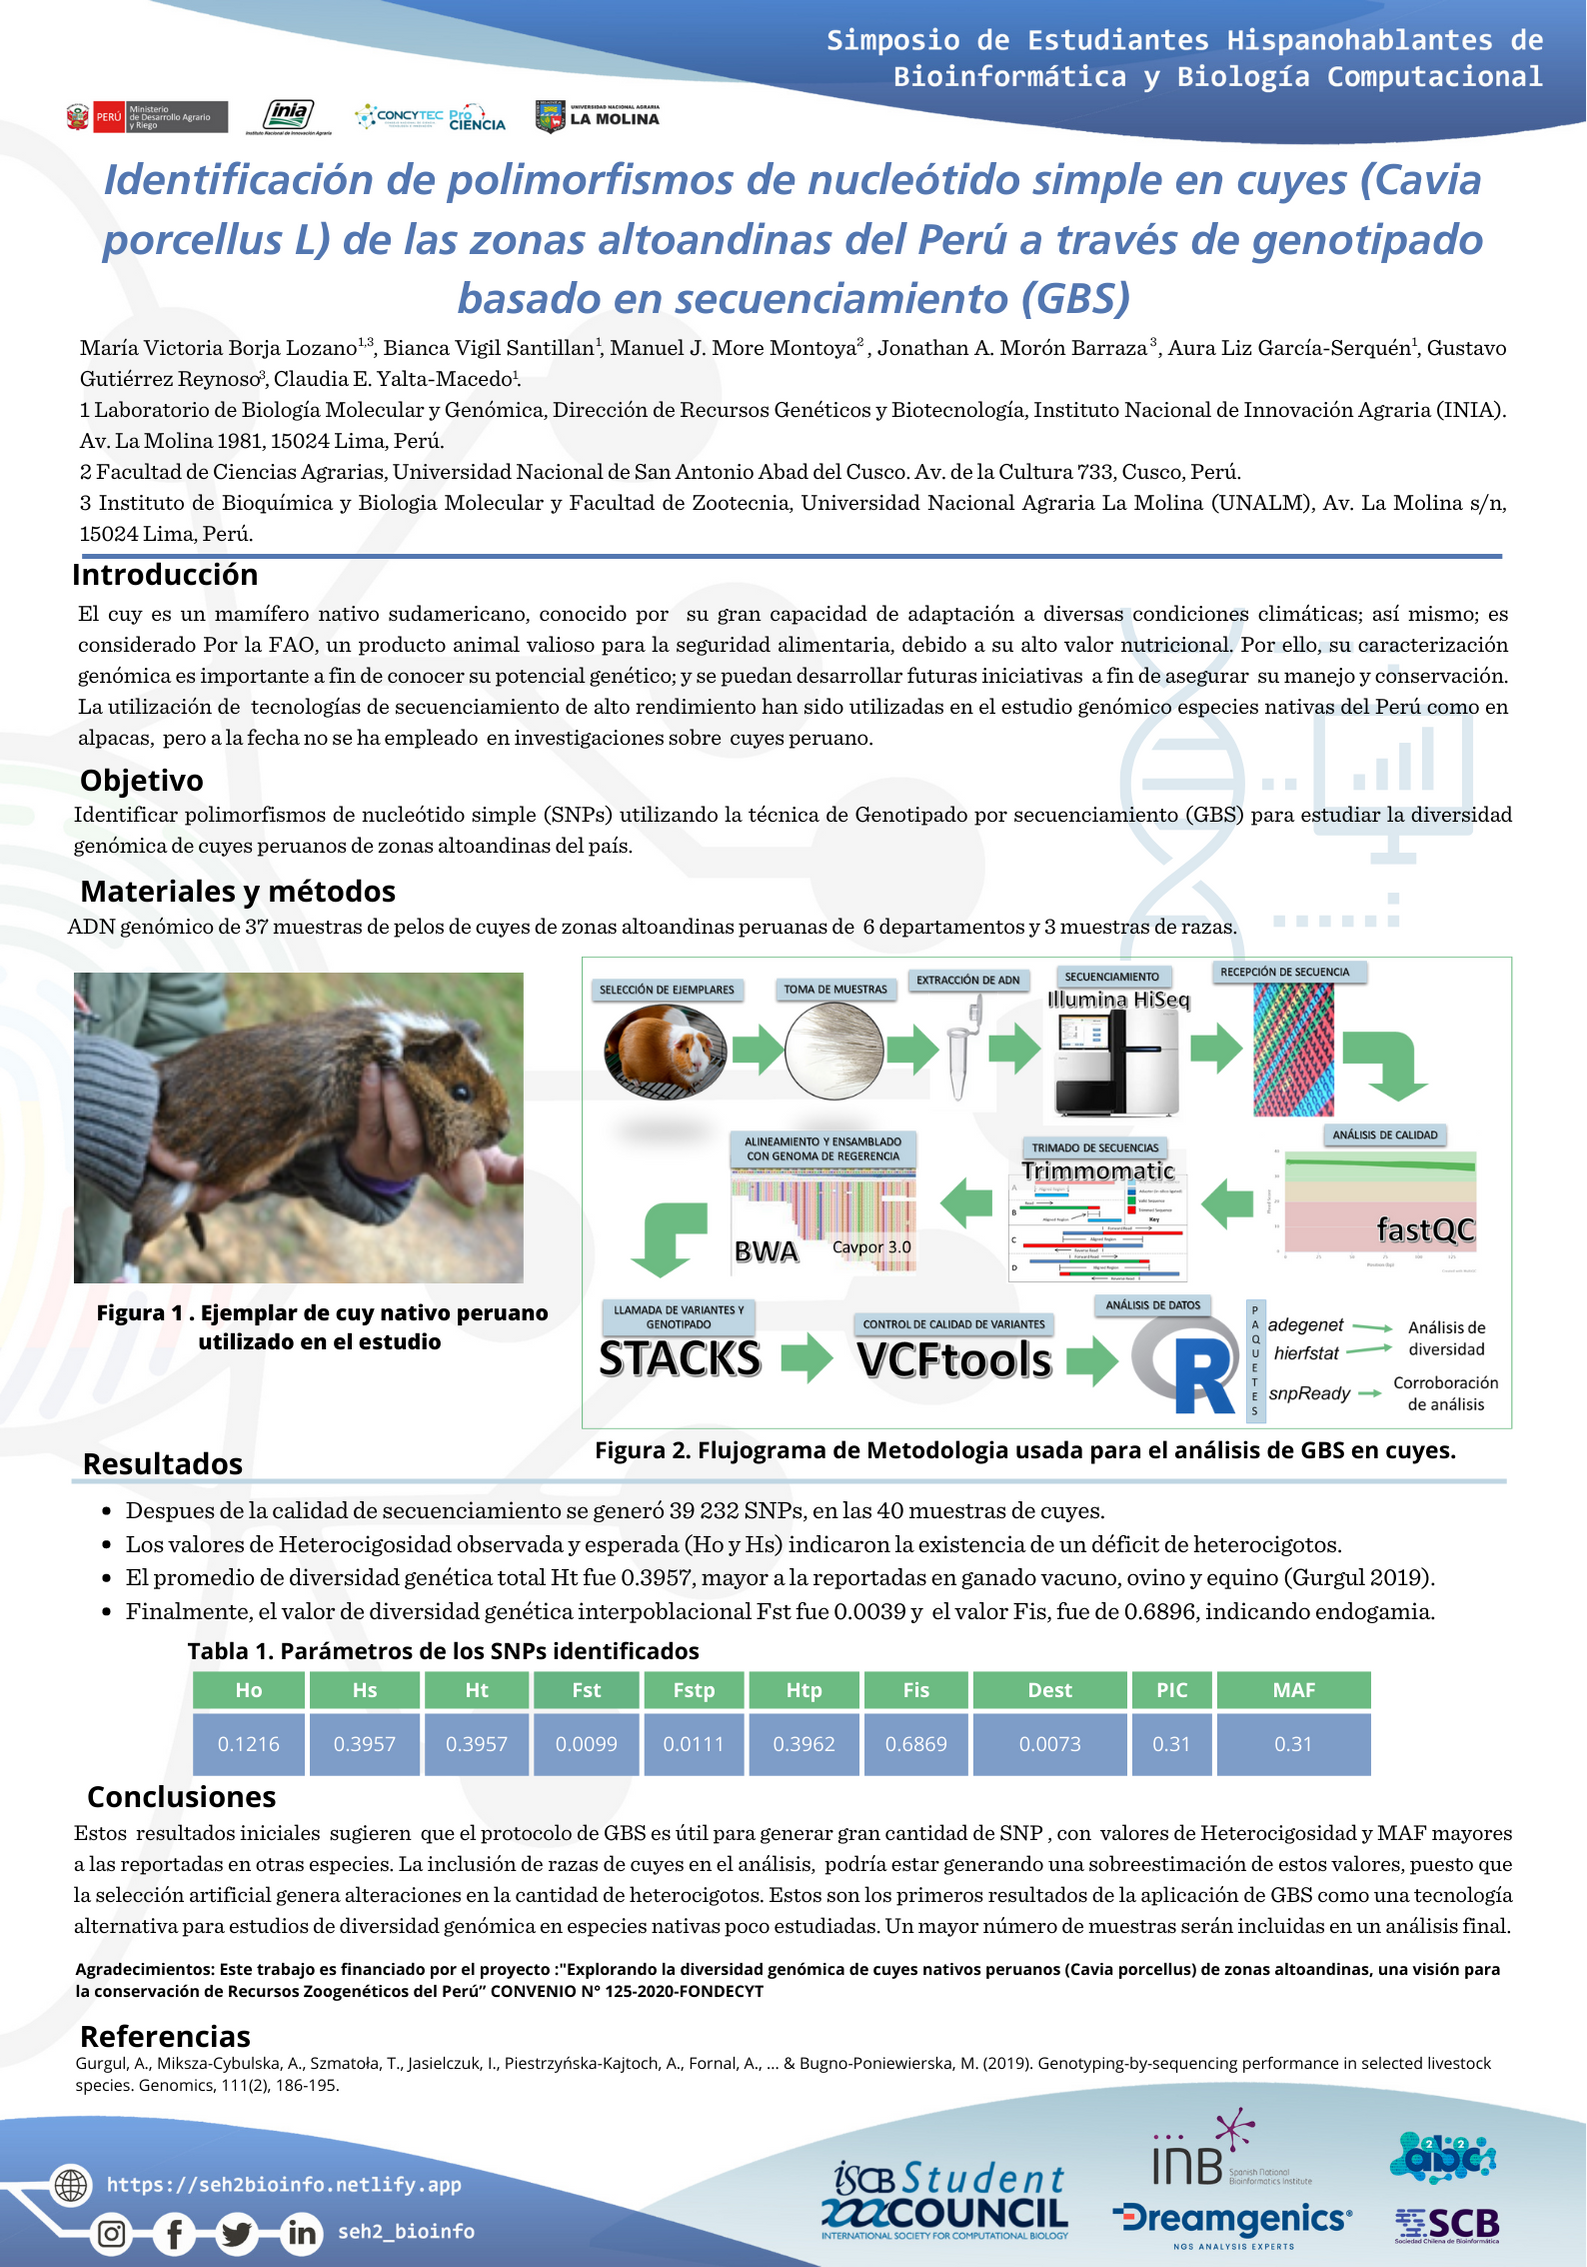 Simposio de Estudiantes Hispanohablantes de
Bioinformática y Biología Computacional
PERÚ
Ministerio
de Desarrollo Agrario
y Riego
inia
Instituto Nacional de Innovación Agraria
CONCYTEC
Pro
CIENCIA
UNIVERSIDAD NACIONAL AGRARIA
LA MOLINA
Identificación de polimorfismos de nucleótido simple en cuyes (Cavia
porcellus L) de las zonas altoandinas del Perú a través de genotipado
basado en secuenciamiento (GBS)
María Victoria Borja Lozano1,3, Bianca Vigil Santillan1, Manuel J. More Montoya2 , Jonathan A. Morón Barraza3, Aura Liz García-Serquén1, Gustavo
Gutiérrez Reynoso3, Claudia E. Yalta-Macedo1.
1 Laboratorio de Biología Molecular y Genómica, Dirección de Recursos Genéticos y Biotecnología, Instituto Nacional de Innovación Agraria (INIA).
Av. La Molina 1981, 15024 Lima, Perú.
2 Facultad de Ciencias Agrarias, Universidad Nacional de San Antonio Abad del Cusco. Av. de la Cultura 733, Cusco, Perú.
3 Instituto de Bioquímica y Biologia Molecular y Facultad de Zootecnia, Universidad Nacional Agraria La Molina (UNALM), Av. La Molina s/n,
15024 Lima, Perú.
Introducción
El cuy es un mamífero nativo sudamericano, conocido por su gran capacidad de adaptación a diversas condiciones climáticas; así mismo; es
considerado Por la FAO, un producto animal valioso para la seguridad alimentaria, debido a su alto valor nutricional. Por ello, su caracterización
genómica es importante a fin de conocer su potencial genético; y se puedan desarrollar futuras iniciativas a fin de asegurar su manejo y conservación.
La utilización de tecnologías de secuenciamiento de alto rendimiento han sido utilizadas en el estudio genómico especies nativas del Perú como en
alpacas, pero a la fecha no se ha empleado en investigaciones sobre cuyes peruano.
Objetivo
Identificar polimorfismos de nucleótido simple (SNPs) utilizando la técnica de Genotipado por secuenciamiento (GBS) para estudiar la diversidad
genómica de cuyes peruanos de zonas altoandinas del país.
Materiales y métodos
ADN genómico de 37 muestras de pelos de cuyes de zonas altoandinas peruanas de 6 departamentos y 3 muestras de razas.
SELECCIÓN DE EJEMPLARES
TOMA DE MUESTRAS
EXTRACCIÓN DE ADN
SECUENCIAMIENTO
Illumina HiSeq
RECEPCIÓN DE SECUENCIA
ANÁLISIS DE CALIDAD
fastQC
TRIMADO DE SECUENCIAS
Trimmomatic
A
B
C
D
Key
ALINEAMIENTO Y ENSAMBLADO
CON GENOMA DE REGERENCIA
BWA
Cavpor 3.0
LLAMADA DE VARIANTES Y
GENOTIPADO
STACKS
CONTROL DE CALIDAD DE VARIANTES
VCFtools
ANÁLISIS DE DATOS
R
PAQUETES
adegenet
hierfstat
Análisis de
diversidad
snpReady
Corroboración
de análisis
Figura 1 . Ejemplar de cuy nativo peruano
utilizado en el estudio
Figura 2. Flujograma de Metodologia usada para el análisis de GBS en cuyes.
Resultados
• Despues de la calidad de secuenciamiento se generó 39 232 SNPs, en las 40 muestras de cuyes.
• Los valores de Heterocigosidad observada y esperada (Ho y Hs) indicaron la existencia de un déficit de heterocigotos.
• El promedio de diversidad genética total Ht fue 0.3957, mayor a la reportadas en ganado vacuno, ovino y equino (Gurgul 2019).
• Finalmente, el valor de diversidad genética interpoblacional Fst fue 0.0039 y el valor Fis, fue de 0.6896, indicando endogamia.
Tabla 1. Parámetros de los SNPs identificados
Ho Hs Ht Fst Fstp Htp Fis Dest PIC MAF
0.1216 0.3957 0.3957 0.0099 0.0111 0.3962 0.6869 0.0073 0.31 0.31
Conclusiones
Estos resultados iniciales sugieren que el protocolo de GBS es útil para generar gran cantidad de SNP , con valores de Heterocigosidad y MAF mayores
a las reportadas en otras especies. La inclusión de razas de cuyes en el análisis, podría estar generando una sobreestimación de estos valores, puesto que
la selección artificial genera alteraciones en la cantidad de heterocigotos. Estos son los primeros resultados de la aplicación de GBS como una tecnología
alternativa para estudios de diversidad genómica en especies nativas poco estudiadas. Un mayor número de muestras serán incluidas en un análisis final.
Agradecimientos: Este trabajo es financiado por el proyecto :"Explorando la diversidad genómica de cuyes nativos peruanos (Cavia porcellus) de zonas altoandinas, una visión para
la conservación de Recursos Zoogenéticos del Perú” CONVENIO N° 125-2020-FONDECYT
Referencias
Gurgul, A., Miksza-Cybulska, A., Szmatoła, T., Jasielczuk, I., Piestrzyńska-Kajtoch, A., Fornal, A., ... & Bugno-Poniewierska, M. (2019). Genotyping-by-sequencing performance in selected livestock
species. Genomics, 111(2), 186-195.
https://seh2bioinfo.netlify.app
seh2_bioinfo
iSCB Student
COUNCIL
INTERNATIONAL SOCIETY FOR COMPUTATIONAL BIOLOGY
INB
Spanish National
Bioinformatics Institute
Dreamgenics®
NGS ANALYSIS EXPERTS
abc
22
SCB
Sociedad Chilena de Bioinformática